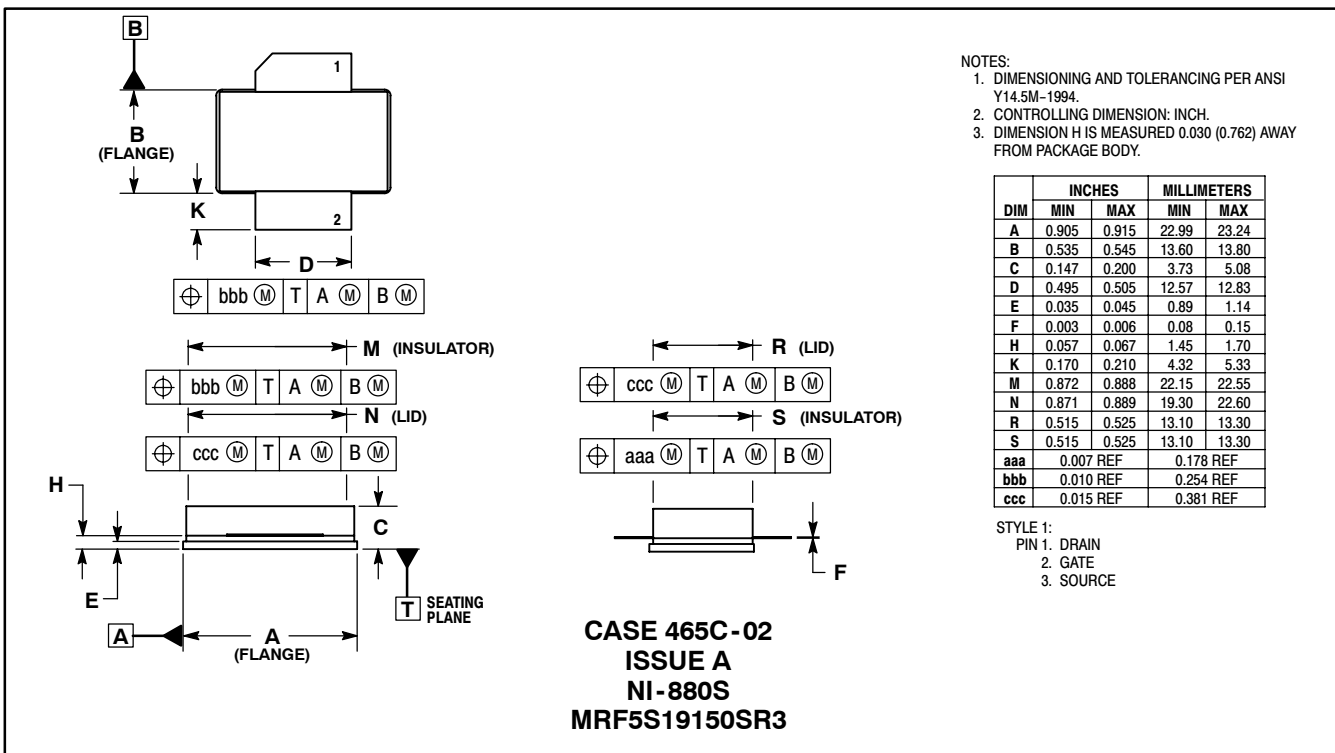 B
1
B
(FLANGE)
K
2
D
⌖ bbb Ⓜ T A Ⓜ B Ⓜ
M (INSULATOR)
⌖ bbb Ⓜ T A Ⓜ B Ⓜ
N (LID)
⌖ ccc Ⓜ T A Ⓜ B Ⓜ
H
C
E
T SEATING
PLANE
A
A
(FLANGE)
R (LID)
⌖ ccc Ⓜ T A Ⓜ B Ⓜ
S (INSULATOR)
⌖ aaa Ⓜ T A Ⓜ B Ⓜ
F
CASE 465C-02
ISSUE A
NI-880S
MRF5S19150SR3
NOTES:
1. DIMENSIONING AND TOLERANCING PER ANSI
Y14.5M-1994.
2. CONTROLLING DIMENSION: INCH.
3. DIMENSION H IS MEASURED 0.030 (0.762) AWAY
FROM PACKAGE BODY.
INCHES MILLIMETERS
DIM MIN MAX MIN MAX
A 0.905 0.915 22.99 23.24
B 0.535 0.545 13.60 13.80
C 0.147 0.200 3.73 5.08
D 0.495 0.505 12.57 12.83
E 0.035 0.045 0.89 1.14
F 0.003 0.006 0.08 0.15
H 0.057 0.067 1.45 1.70
K 0.170 0.210 4.32 5.33
M 0.872 0.888 22.15 22.55
N 0.871 0.889 19.30 22.60
R 0.515 0.525 13.10 13.30
S 0.515 0.525 13.10 13.30
aaa 0.007 REF 0.178 REF
bbb 0.010 REF 0.254 REF
ccc 0.015 REF 0.381 REF
STYLE 1:
PIN 1. DRAIN
2. GATE
3. SOURCE